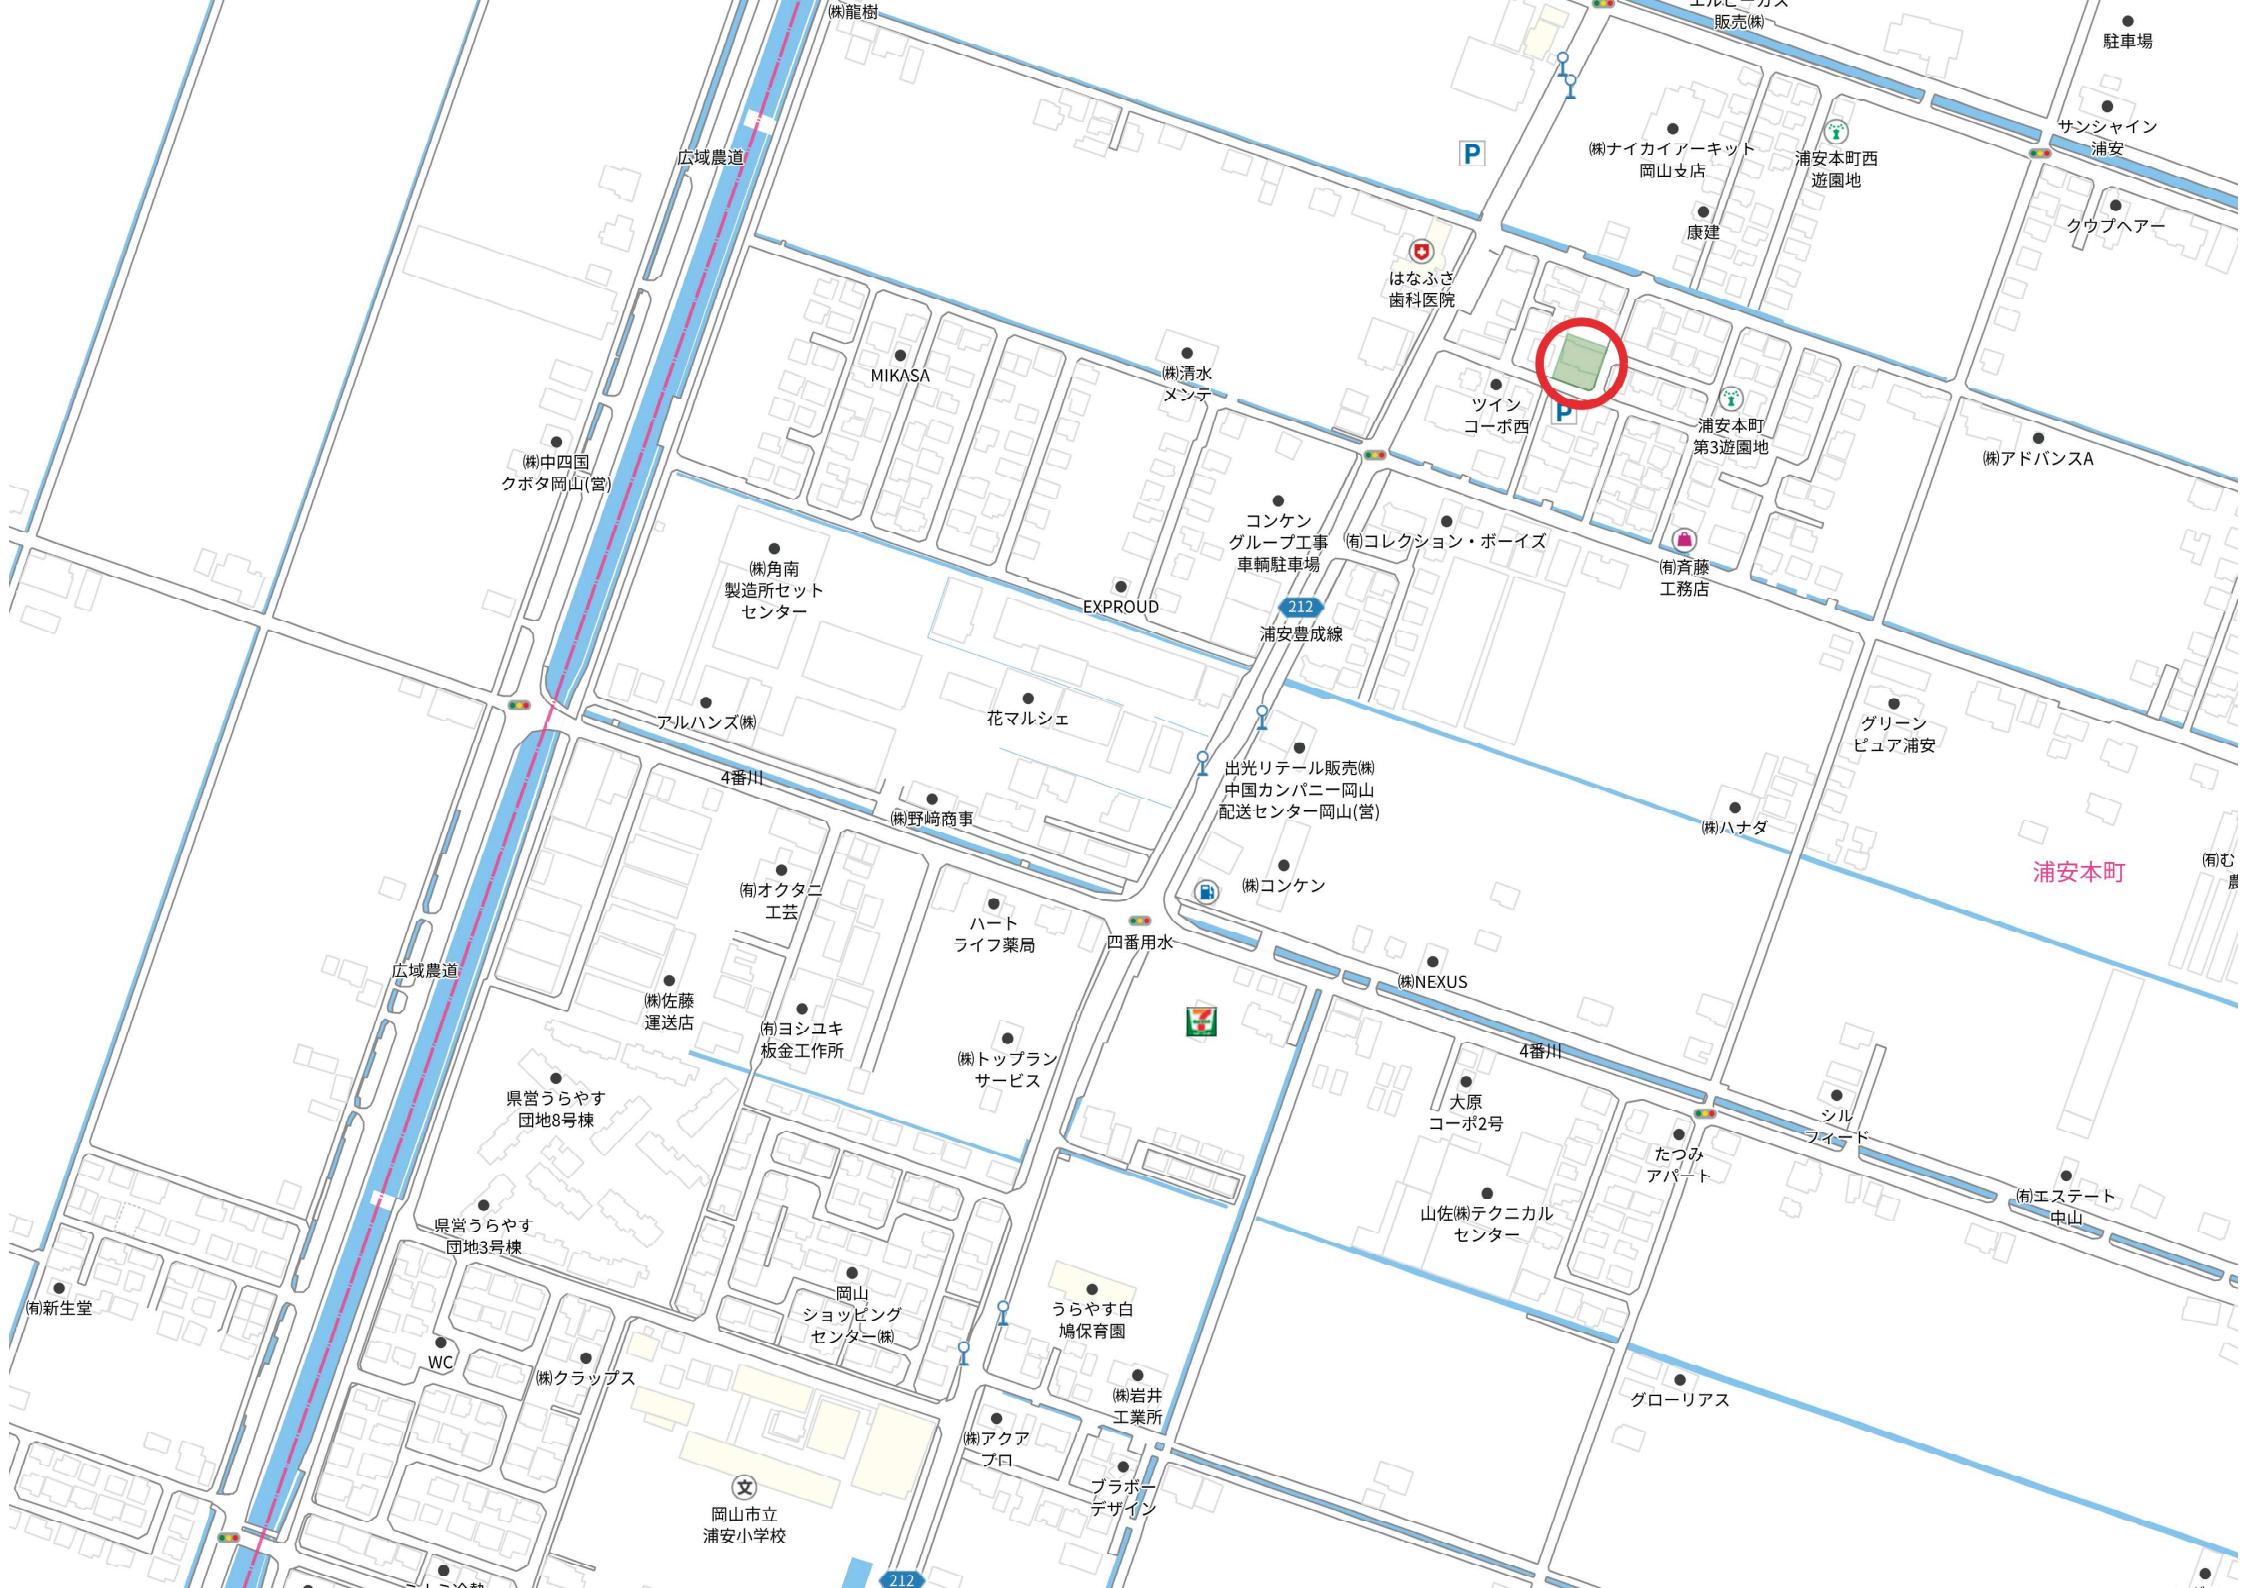 ㈱龍樹
エルピーガス
販売㈱
駐車場
サンシャイン
浦安
広域農道
P
㈱ナイカイアーキット
岡山支店
浦安本町西
遊園地
クウプヘアー
康建
はなふさ
歯科医院
MIKASA
㈱清水
メンテ
ツイン
コーポ西
P
浦安本町
第3遊園地
㈱アドバンスA
㈱中四国
クボタ岡山(営)
コンケン
グループ工事
車輌駐車場
㈲コレクション・ボーイズ
㈱角南
製造所セット
センター
㈲斉藤
工務店
EXPROUD
212
浦安豊成線
アルハンズ㈱
花マルシェ
グリーン
ピュア浦安
4番川
出光リテール販売㈱
中国カンパニー岡山
配送センター岡山(営)
㈱野﨑商事
㈱ハナダ
浦安本町
㈲む
農
㈲オクタニ
工芸
㈱コンケン
ハート
ライフ薬局
四番用水
広域農道
㈱NEXUS
㈱佐藤
運送店
㈲ヨシユキ
板金工作所
7
㈱トップラン
サービス
4番川
県営うらやす
団地8号棟
大原
コーポ2号
シル
フィード
たつみ
アパート
県営うらやす
団地3号棟
山佐㈱テクニカル
センター
㈲エステート
中山
㈲新生堂
岡山
ショッピング
センター㈱
うらやす白
鳩保育園
WC
㈱クラップス
㈱岩井
工業所
グローリアス
㈱アクア
プロ
文
岡山市立
浦安小学校
ブラボー
デザイン
212